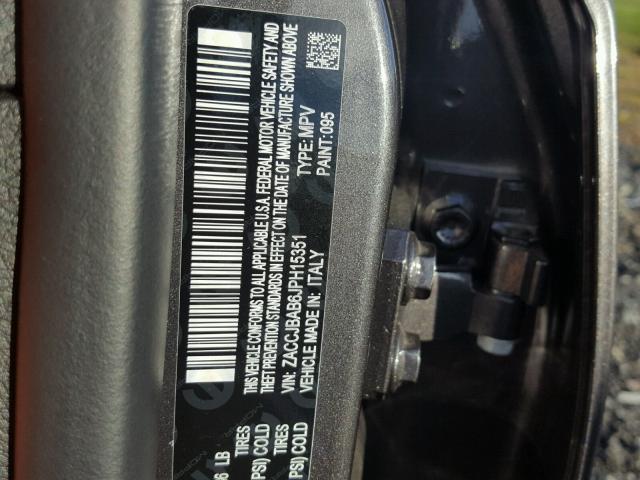 THIS VEHICLE CONFORMS TO ALL APPLICABLE U.S.A. FEDERAL MOTOR VEHICLE SAFETY AND
THEFT PREVENTION STANDARDS IN EFFECT ON THE DATE OF MANUFACTURE SHOWN ABOVE
VIN: ZACCJBAB6JPH15351 TYPE: MPV
VEHICLE MADE IN: ITALY PAINT: 095
6 LB TIRES
PSI) COLD
TIRES
PSI) COLD